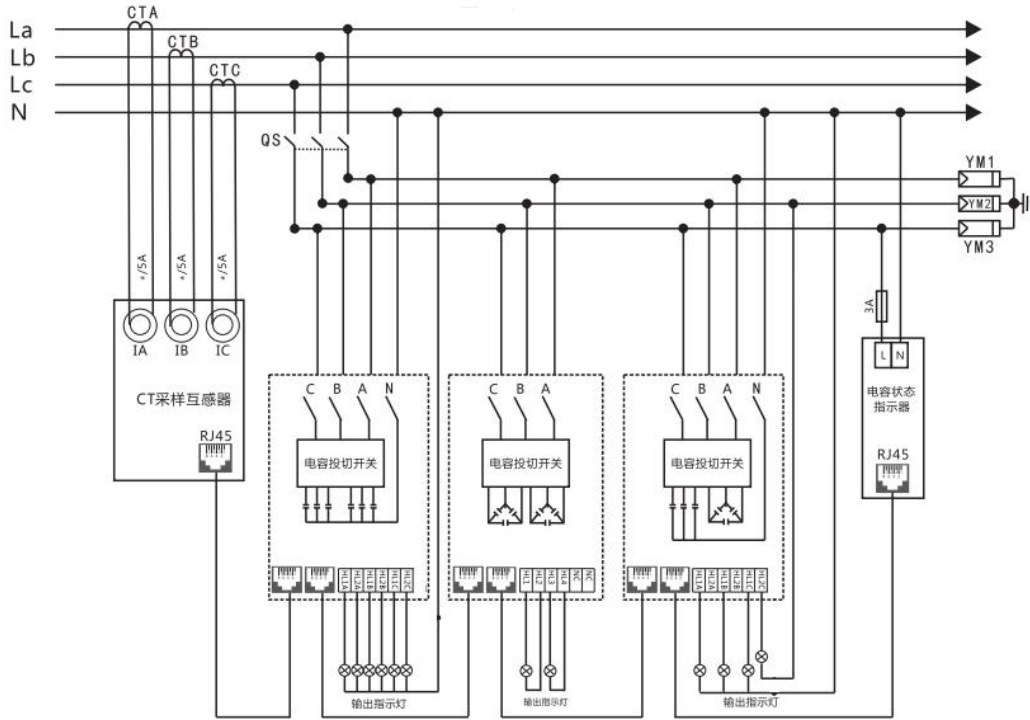 CTA
La
CTB
Lb
CTC
Lc
N
QS
YM1
YM2
YM3
*/5A
*/5A
*/5A
3A
IA IB IC
L N
CT采样互感器
RJ45
电容状态
指示器
RJ45
C B A N
电容投切开关
C B A
电容投切开关
C B A N
电容投切开关
HL1A
HL2A
HL1B
HL2B
HL1C
HL2C
HL1
HL2
HL3
HL4
NC
NC
HL1A
HL2A
HL1B
HL2B
HL1C
HL2C
输出指示灯
输出指示灯
输出指示灯